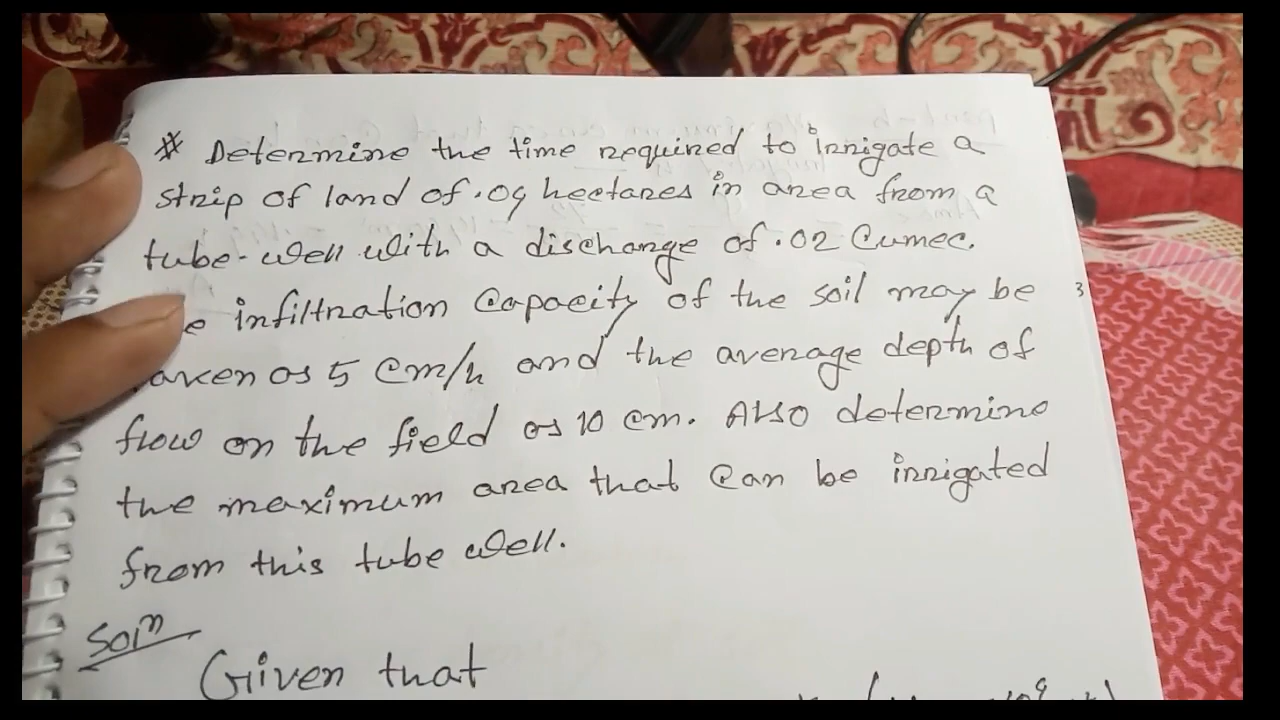 * Determine the time required to irrigate a
strip of land of .04 hectares in area from a
tube-well with a discharge of .02 Cumec.
infiltration Capacity of the soil may be
as 5 Cm/h and the average depth of
flow on the field as 10 cm. Also determine
the maximum area that Can be irrigated
from this tube well.
Soln
Given that